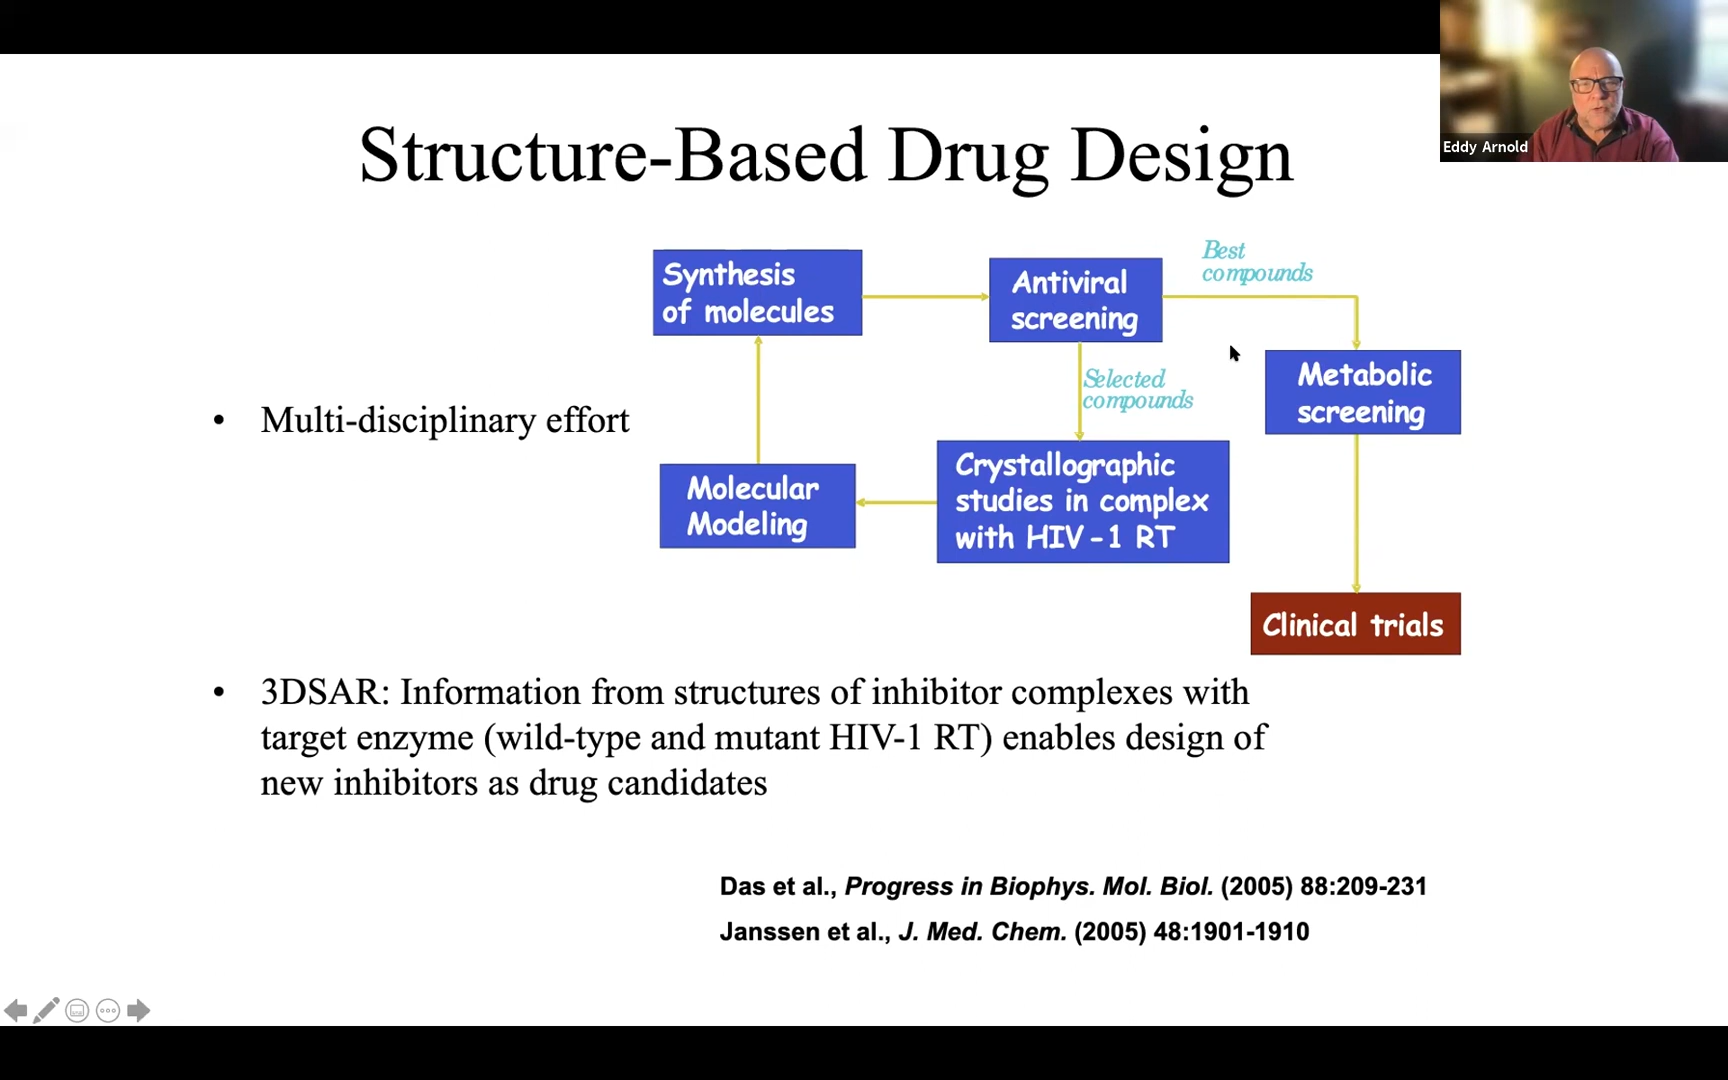 Eddy Arnold
Structure-Based Drug Design
Best
compounds
Synthesis
of molecules
Antiviral
screening
Selected
compounds
Metabolic
screening
• Multi-disciplinary effort
Molecular
Modeling
Crystallographic
studies in complex
with HIV-1 RT
Clinical trials
• 3DSAR: Information from structures of inhibitor complexes with
target enzyme (wild-type and mutant HIV-1 RT) enables design of
new inhibitors as drug candidates
Das et al., Progress in Biophys. Mol. Biol. (2005) 88:209-231
Janssen et al., J. Med. Chem. (2005) 48:1901-1910